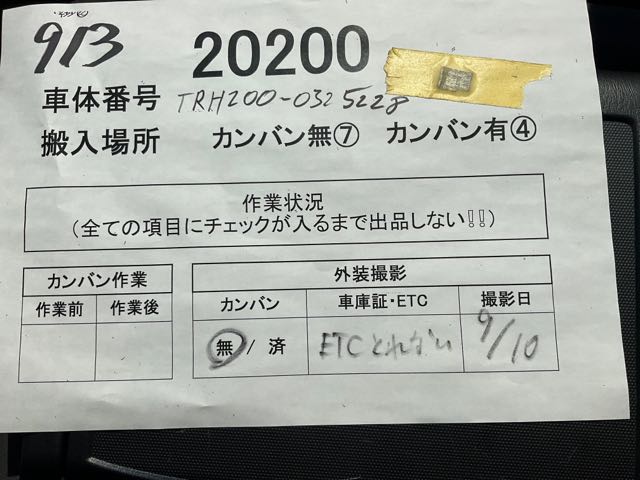 913 20200
車体番号 TRH200-0325228
搬入場所 カンバン無⑦ カンバン有④
作業状況
(全ての項目にチェックが入るまで出品しない!!)
カンバン作業 外装撮影
作業前 作業後 カンバン 車庫証・ETC 撮影日
無 / 済 ETCとれない 9/10